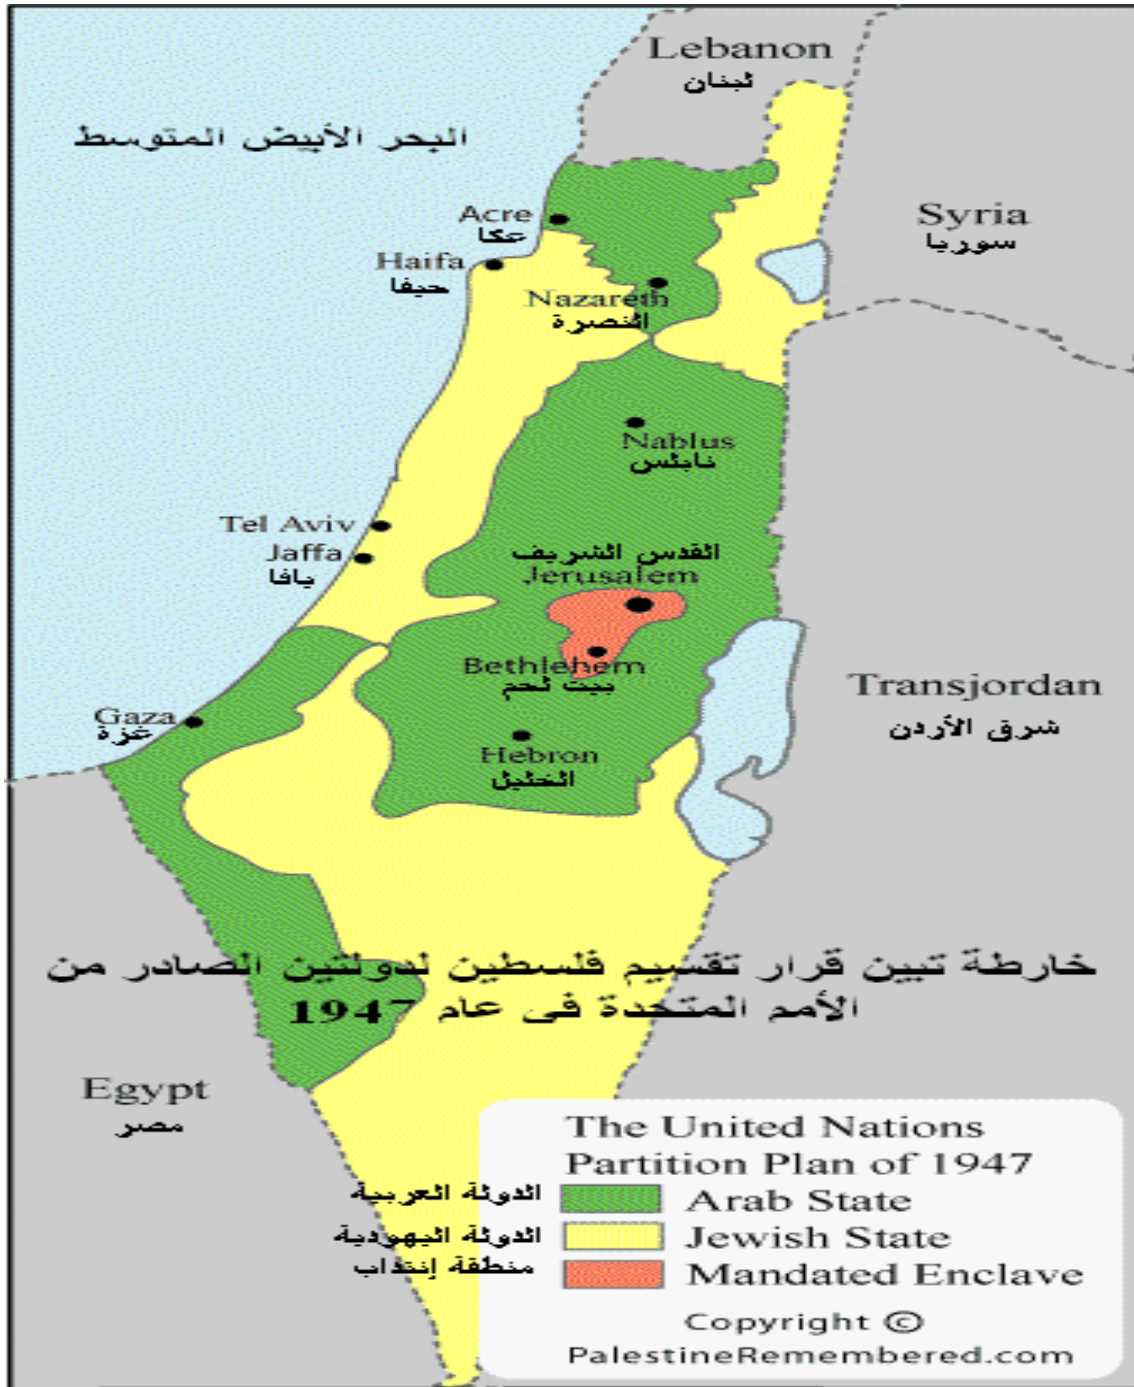 Lebanon
لبنان
البحر الأبيض المتوسط
Syria
سوريا
Acre
عكا
Haifa
حيفا
Nazareth
النصرة
Nablus
نابلس
Tel Aviv
Jaffa
يافا
القدس الشريف
Jerusalem
Bethlehem
بيت لحم
Transjordan
شرق الأردن
Gaza
غزة
Hebron
الخليل
خارطة تبين قرار تقسيم فلسطين لدولتين الصادر من
الأمم المتحدة فى عام 1947
Egypt
مصر
The United Nations
Partition Plan of 1947
الدولة العربية Arab State
الدولة اليهودية Jewish State
منطقة إنتداب Mandated Enclave
Copyright ©
PalestineRemembered.com